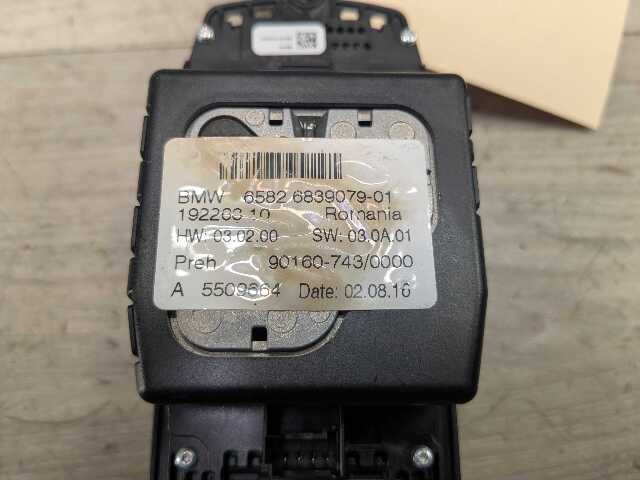 BMW 6582 6839079-01
192203-10 Romania
HW: 03.02.00 SW: 03.0A.01
Preh 90160-743/0000
A 5509664 Date: 02.08.16